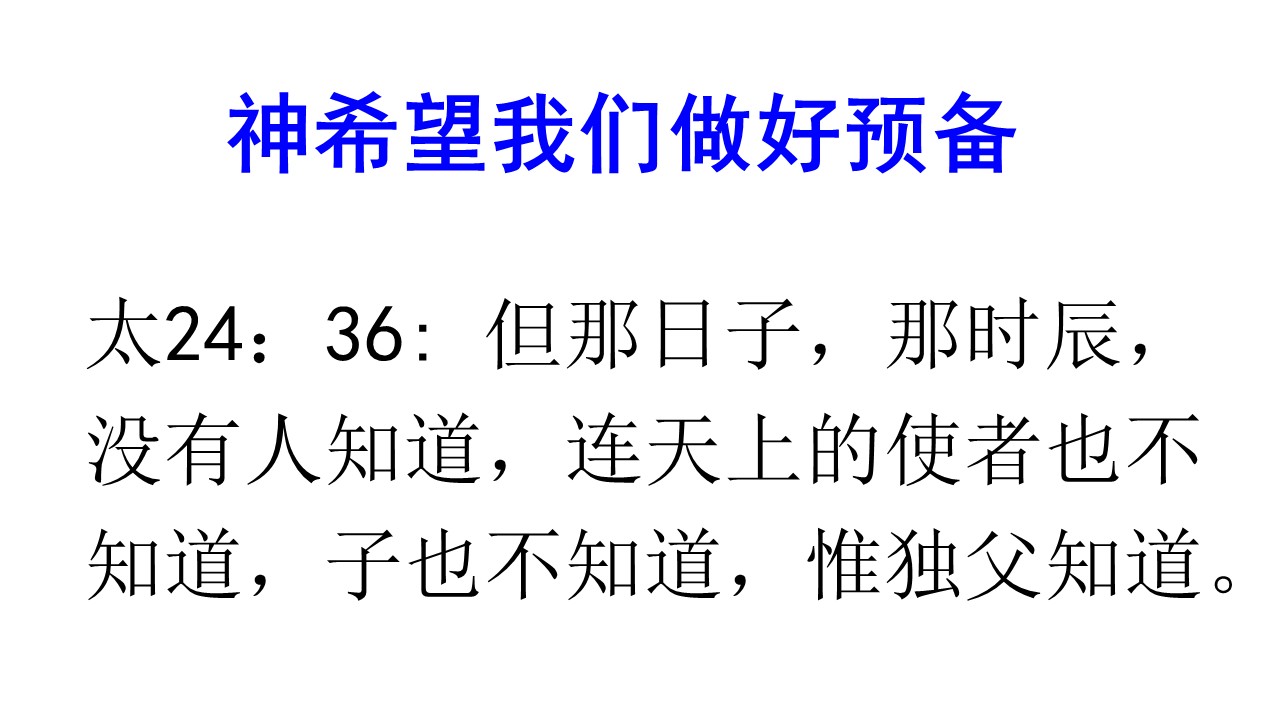 神希望我们做好预备
太24：36: 但那日子，那时辰，
没有人知道，连天上的使者也不
知道，子也不知道，惟独父知道。